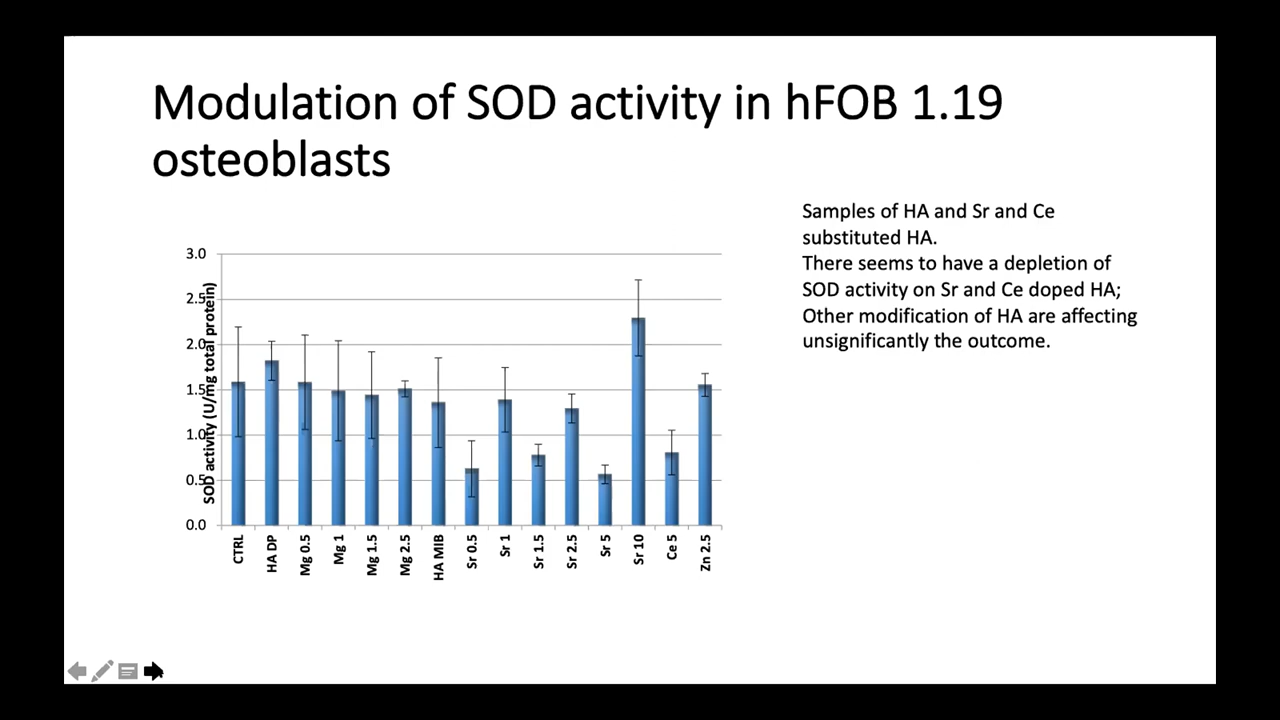 Modulation of SOD activity in hFOB 1.19
osteoblasts
Samples of HA and Sr and Ce
substituted HA.
There seems to have a depletion of
SOD activity on Sr and Ce doped HA;
Other modification of HA are affecting
unsignificantly the outcome.
SOD activity (U/mg total protein)
3.0
2.5
2.0
1.5
1.0
0.5
0.0
CTRL
HA DP
Mg 0.5
Mg 1
Mg 1.5
Mg 2.5
HA MIB
Sr 0.5
Sr 1
Sr 1.5
Sr 2.5
Sr 5
Sr 10
Ce 5
Zn 2.5